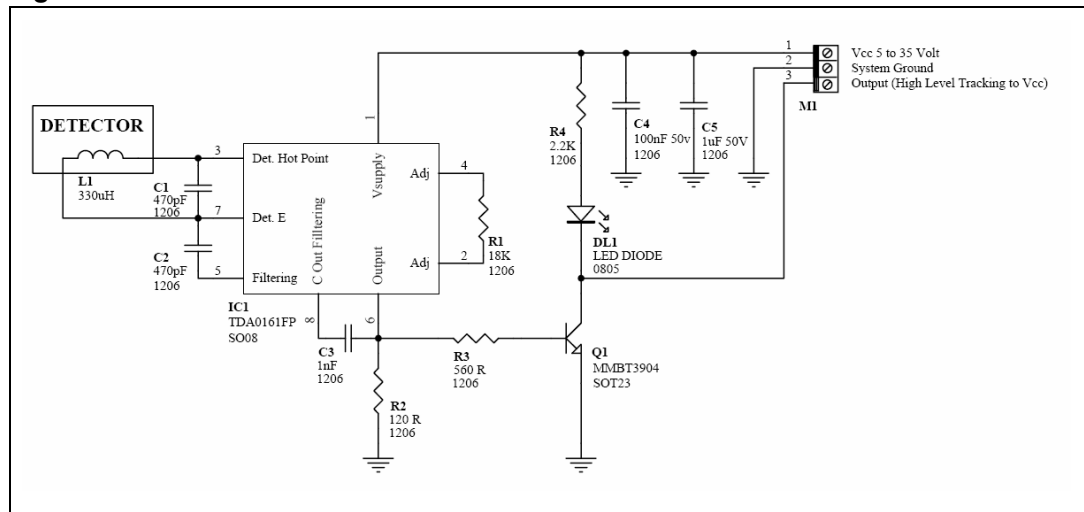 1
Vcc 5 to 35 Volt
2
System Ground
3
Output (High Level Tracking to Vcc)
M1
DETECTOR
L1
330uH
C1
470pF
1206
C2
470pF
1206
3
Det. Hot Point
7
Det. E
5
Filtering
1
Vsupply
C Out Filltering
Output
Adj
4
Adj
2
R1
18K
1206
IC1
TDA0161FP
SO08
8
6
C3
1nF
1206
R2
120 R
1206
R3
560 R
1206
R4
2.2K
1206
C4
100nF 50v
1206
C5
1uF 50V
1206
DL1
LED DIODE
0805
Q1
MMBT3904
SOT23